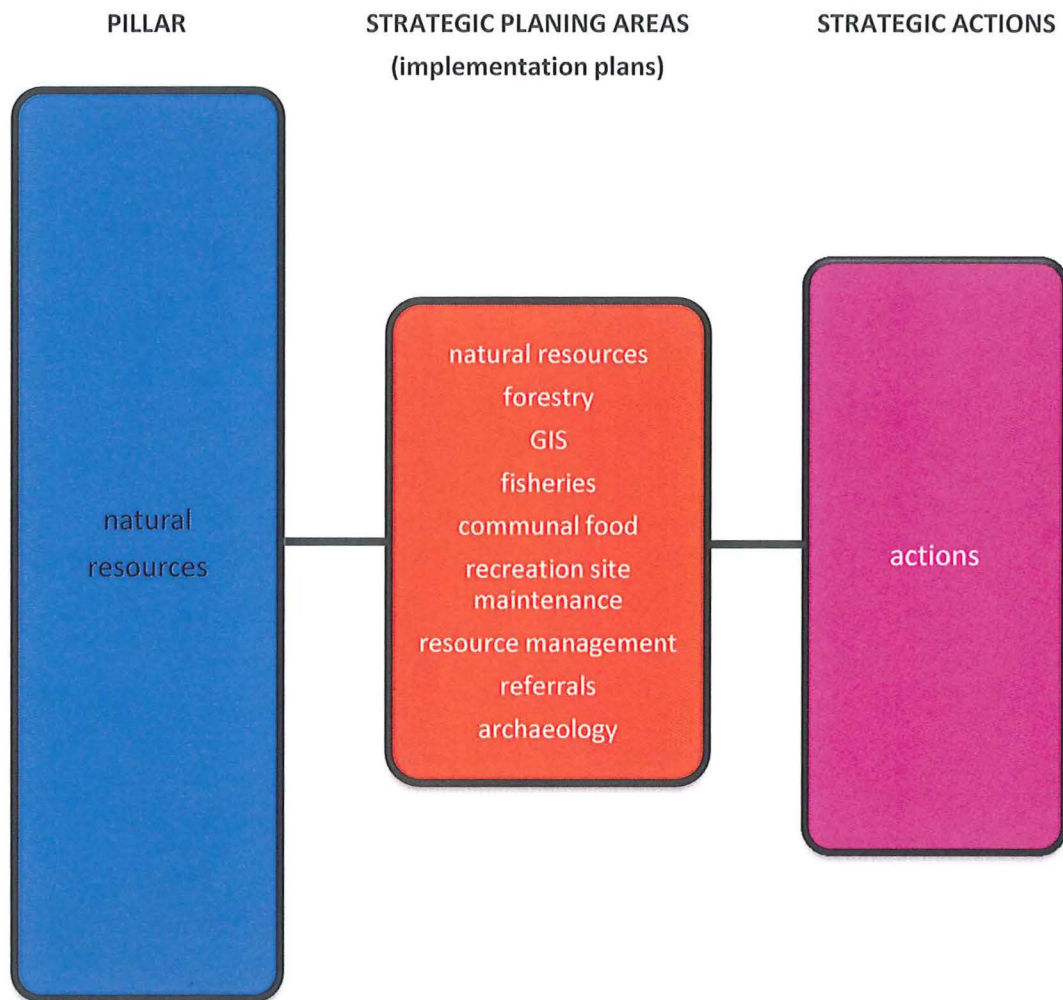 PILLAR
STRATEGIC PLANING AREAS
(implementation plans)
STRATEGIC ACTIONS
natural
resources
natural resources
forestry
GIS
fisheries
communal food
recreation site
maintenance
resource management
referrals
archaeology
actions